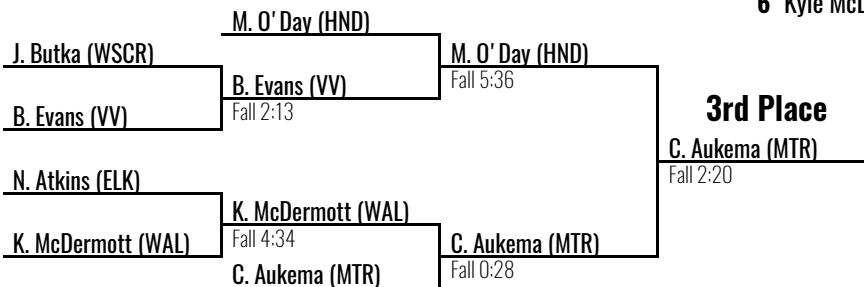 6 Kyle
M. O'Day (HND)
J. Butka (WSCR)
M. O'Day (HND)
Fall 5:36
B. Evans (VV)
Fall 2:13
B. Evans (VV)
3rd Place
C. Aukema (MTR)
Fall 2:20
N. Atkins (ELK)
K. McDermott (WAL)
Fall 4:34
K. McDermott (WAL)
C. Aukema (MTR)
Fall 0:28
C. Aukema (MTR)